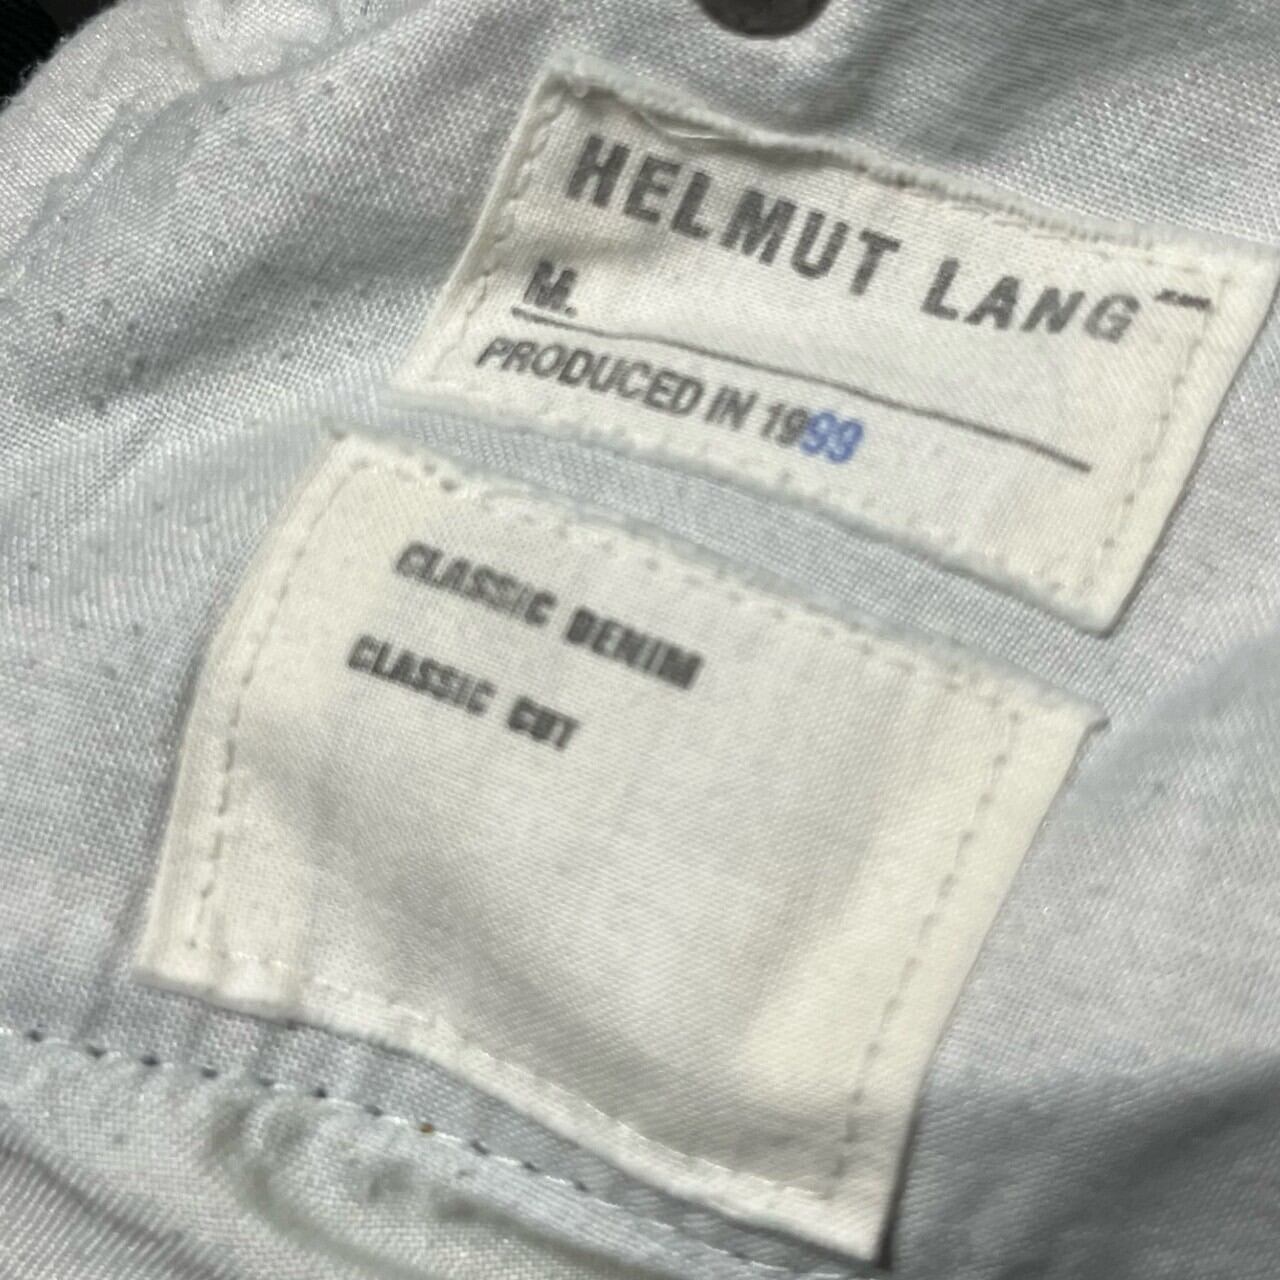 HELMUT LANG
M.
PRODUCED IN 1999
CLASSIC DENIM
CLASSIC CUT